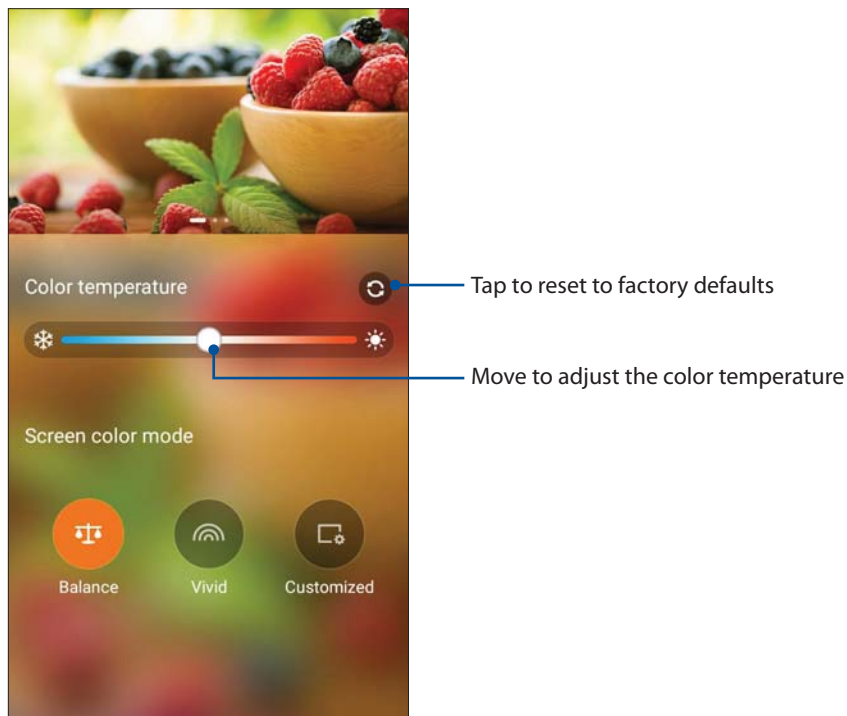 Color temperature
Tap to reset to factory defaults
Move to adjust the color temperature
Screen color mode
Balance
Vivid
Customized